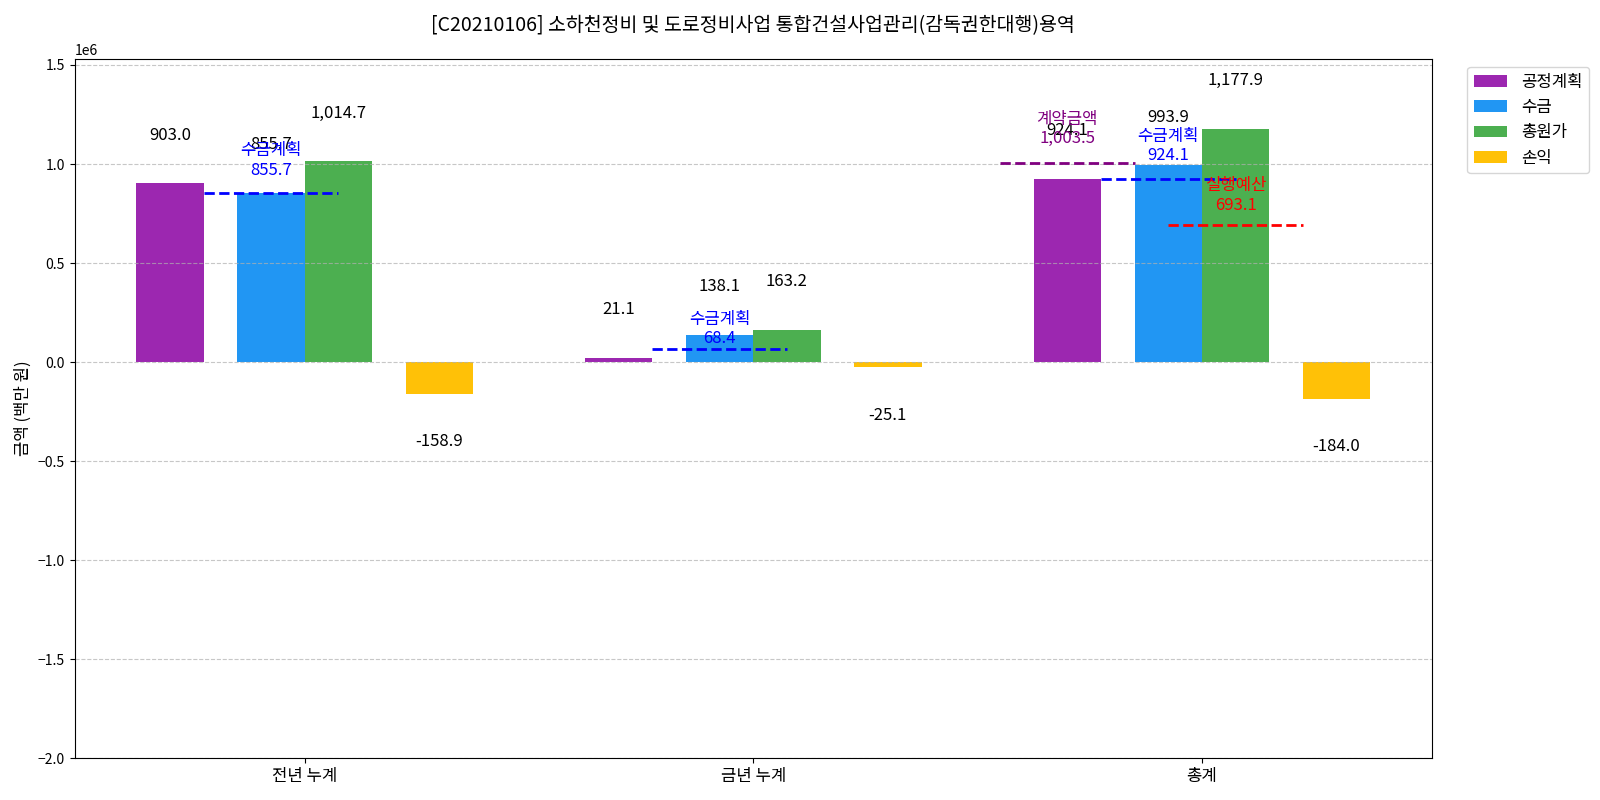 [C20210106] 소하천정비 및 도로정비사업 통합건설사업관리(감독권한대행)용역
1e6
1.5
1.0
0.5
0.0
−0.5
−1.0
−1.5
−2.0
금액 (백만 원)
903.0
855.7
수금계획
855.7
1,014.7
-158.9
21.1
138.1
수금계획
68.4
163.2
-25.1
계약금액
1,003.5
924.1
993.9
수금계획
924.1
1,177.9
실행예산
693.1
-184.0
전년 누계
금년 누계
총계
공정계획
수금
총원가
손익